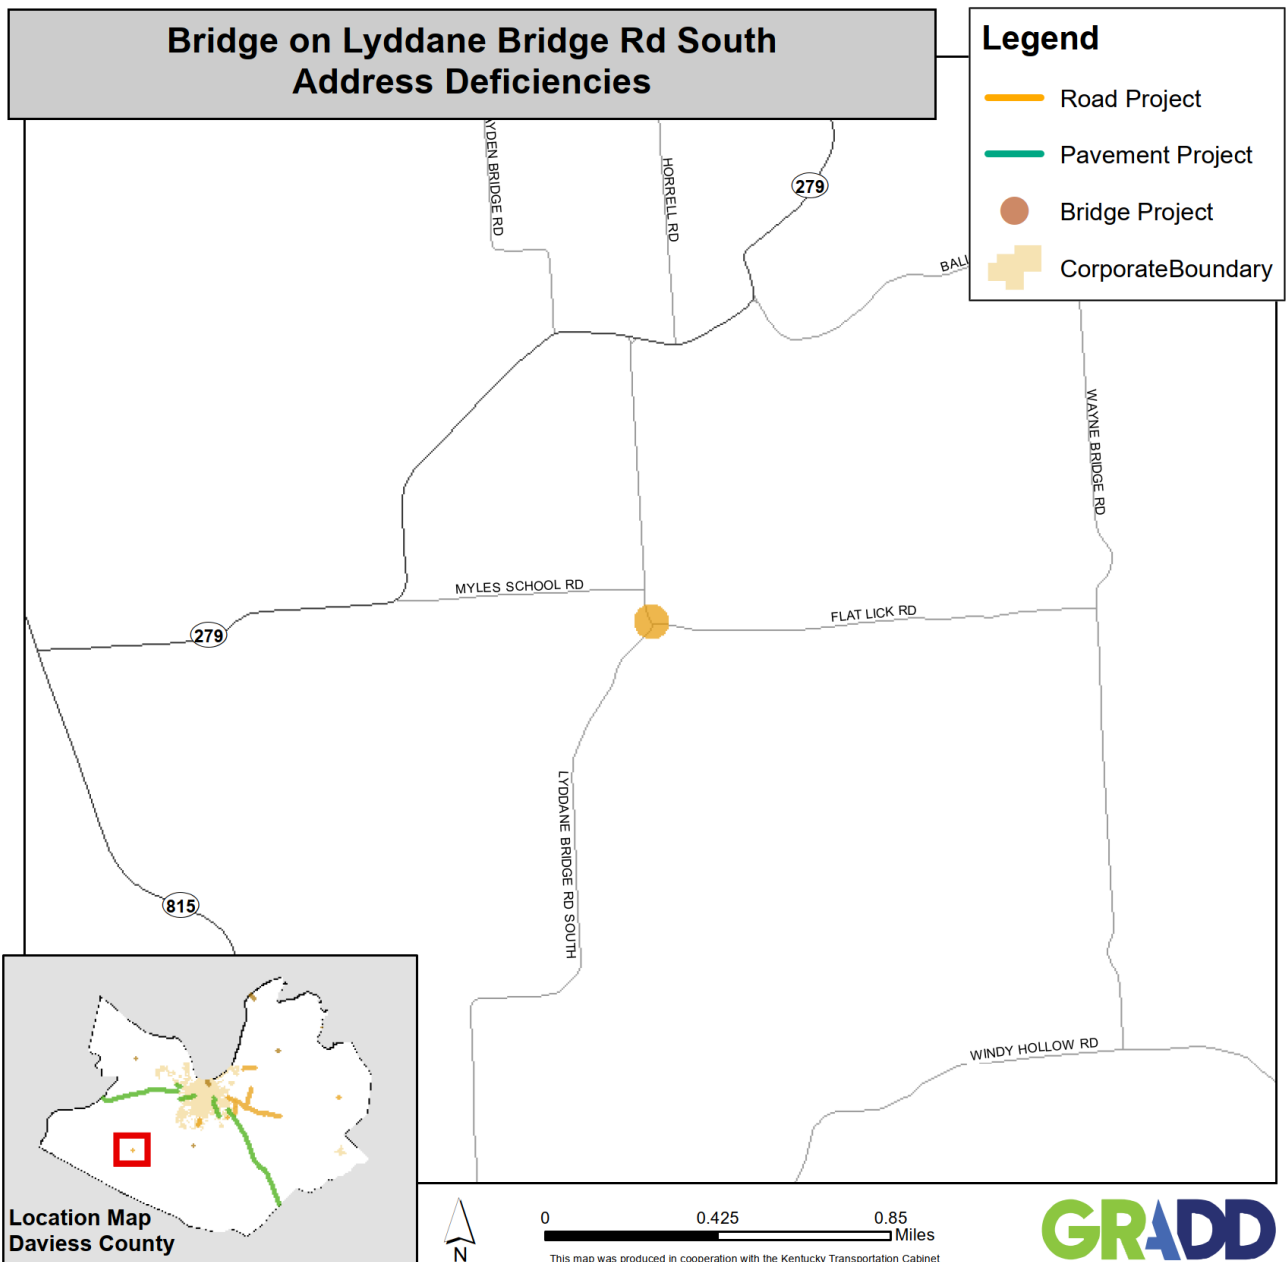 Bridge on Lyddane Bridge Rd South
Address Deficiencies
Legend
Road Project
Pavement Project
Bridge Project
CorporateBoundary
YDEN BRIDGE RD
HORRELL RD
279
BALL
WAYNE BRIDGE RD
MYLES SCHOOL RD
FLAT LICK RD
279
LYDDANE BRIDGE RD SOUTH
815
WINDY HOLLOW RD
Location Map
Daviess County
N
0 0.425 0.85
Miles
This map was produced in cooperation with the Kentucky Transportation Cabinet
GRADD